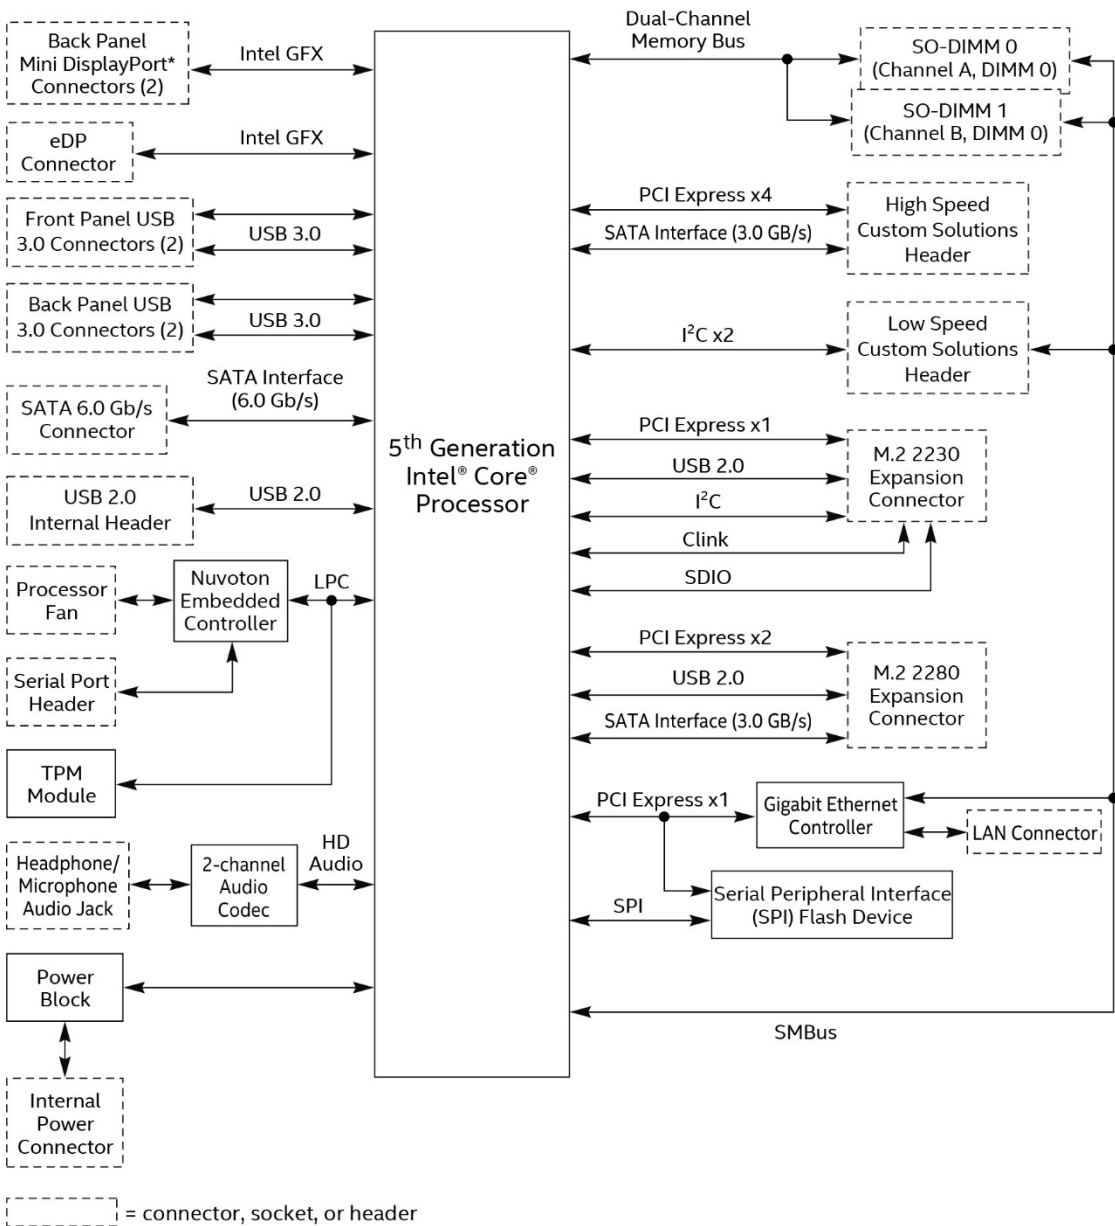 Back Panel
Mini DisplayPort*
Connectors (2)
Intel GFX
eDP
Connector
Intel GFX
Front Panel USB
3.0 Connectors (2)
USB 3.0
Back Panel USB
3.0 Connectors (2)
USB 3.0
SATA Interface
(6.0 Gb/s)
SATA 6.0 Gb/s
Connector
USB 2.0
Internal Header
USB 2.0
Processor
Fan
Nuvoton
Embedded
Controller
LPC
Serial Port
Header
TPM
Module
Headphone/
Microphone
Audio Jack
2-channel
Audio
Codec
HD
Audio
Power
Block
Internal
Power
Connector
5th Generation
Intel® Core®
Processor
Dual-Channel
Memory Bus
SO-DIMM 0
(Channel A, DIMM 0)
SO-DIMM 1
(Channel B, DIMM 0)
PCI Express x4
SATA Interface (3.0 GB/s)
High Speed
Custom Solutions
Header
I²C x2
Low Speed
Custom Solutions
Header
PCI Express x1
USB 2.0
I²C
Clink
SDIO
M.2 2230
Expansion
Connector
PCI Express x2
USB 2.0
SATA Interface (3.0 GB/s)
M.2 2280
Expansion
Connector
PCI Express x1
Gigabit Ethernet
Controller
LAN Connector
SPI
Serial Peripheral Interface
(SPI) Flash Device
SMBus
= connector, socket, or header